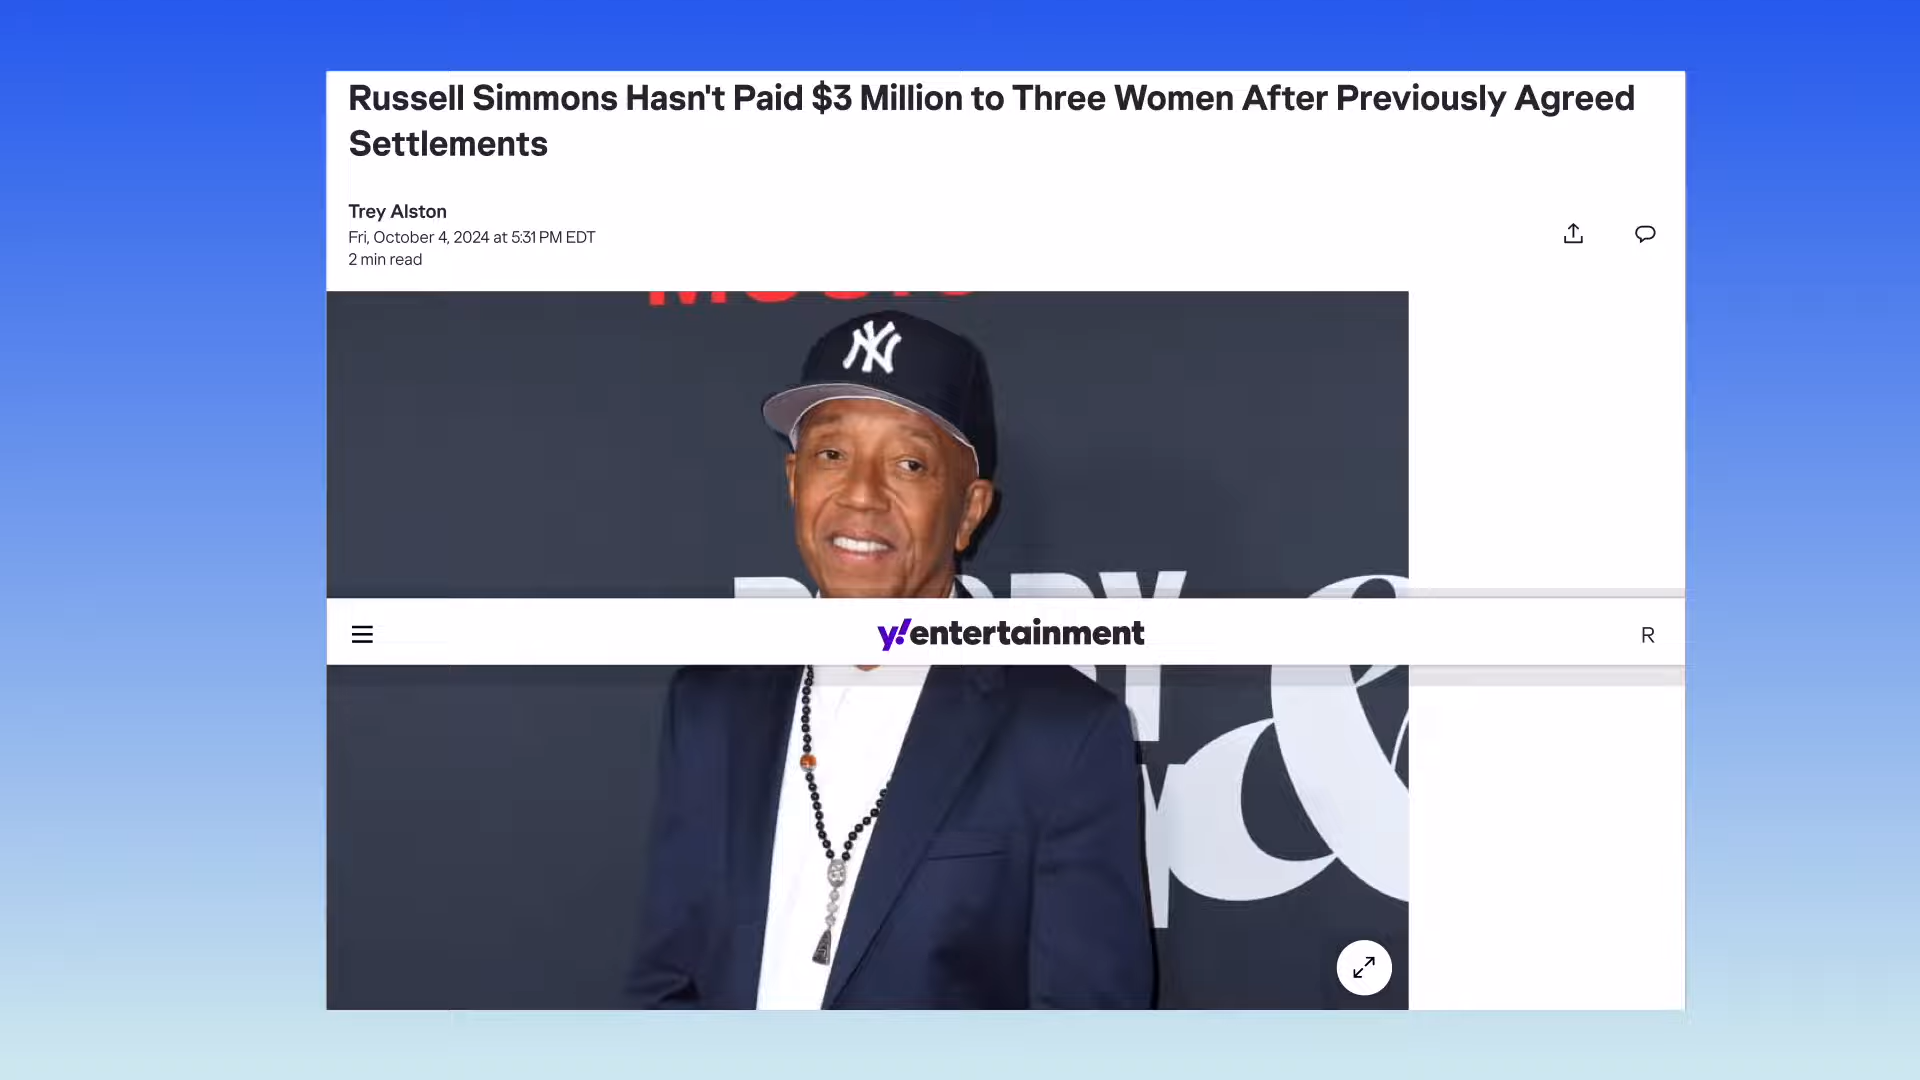 Russell Simmons Hasn't Paid $3 Million to Three Women After Previously Agreed
Settlements
Trey Alston
Fri, October 4, 2024 at 5:31 PM EDT
2 min read
NY
y!entertainment
R
&